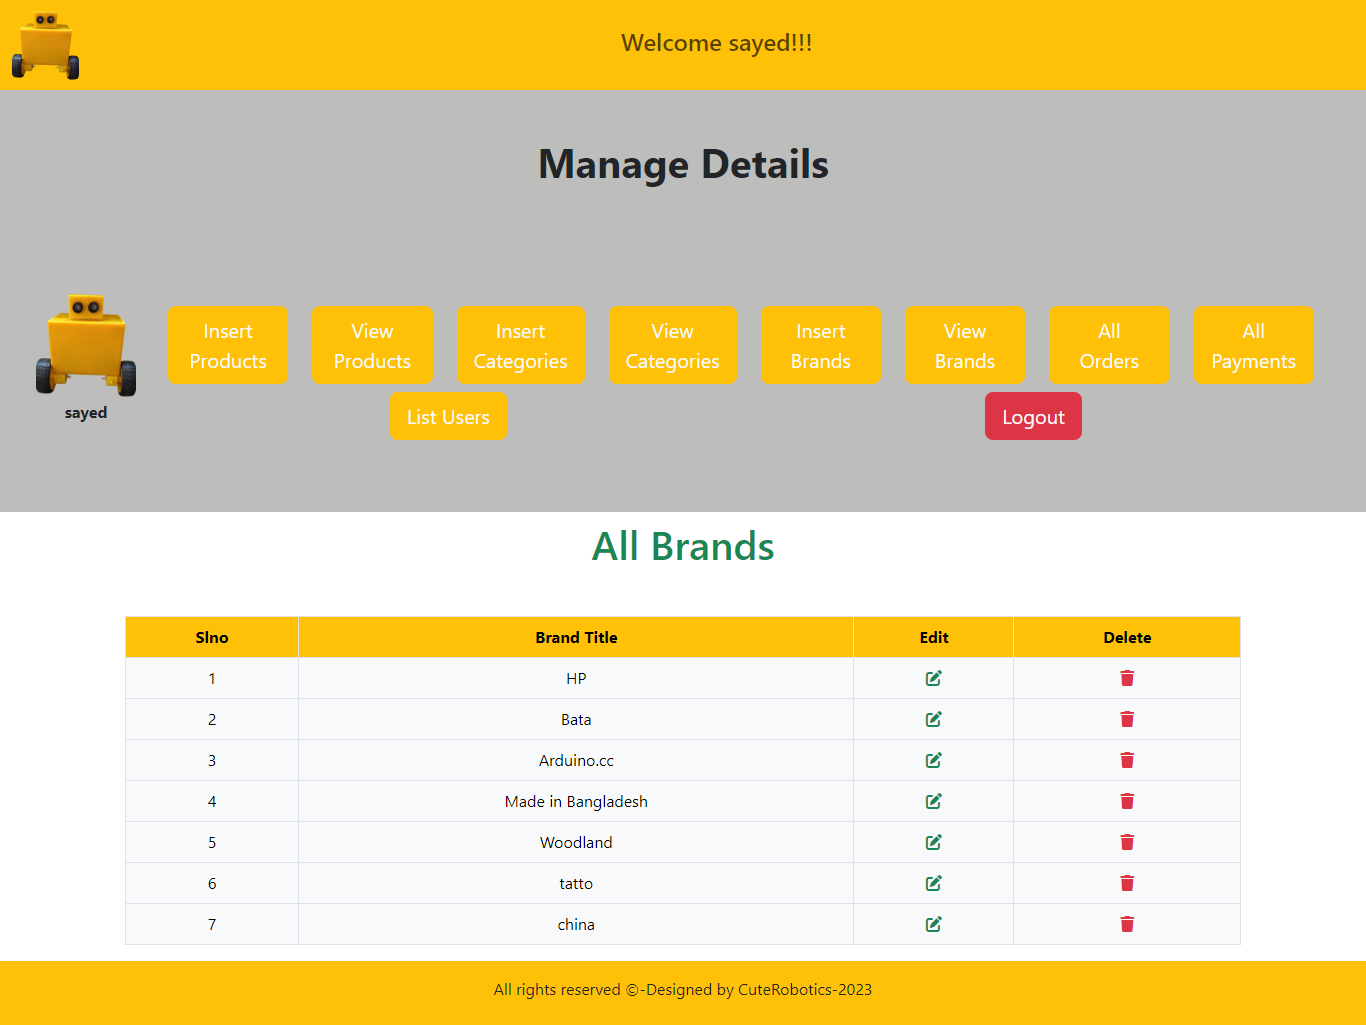 Welcome sayed!!!
Manage Details
sayed
Insert
Products
View
Products
Insert
Categories
View
Categories
Insert
Brands
View
Brands
All
Orders
All
Payments
List Users
Logout
All Brands
Slno Brand Title Edit Delete
1 HP
2 Bata
3 Arduino.cc
4 Made in Bangladesh
5 Woodland
6 tatto
7 china
All rights reserved ©-Designed by CuteRobotics-2023